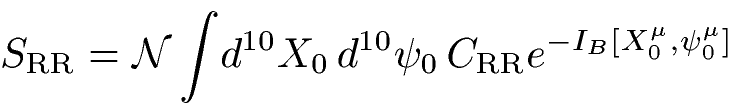 $S_{\mathrm{RR}} = \mathcal{N} \int d^{10}X_0 \, d^{10}\psi_0 \, C_{\mathrm{RR}} e^{-I_B[X_0^\mu, \psi_0^\mu]}$